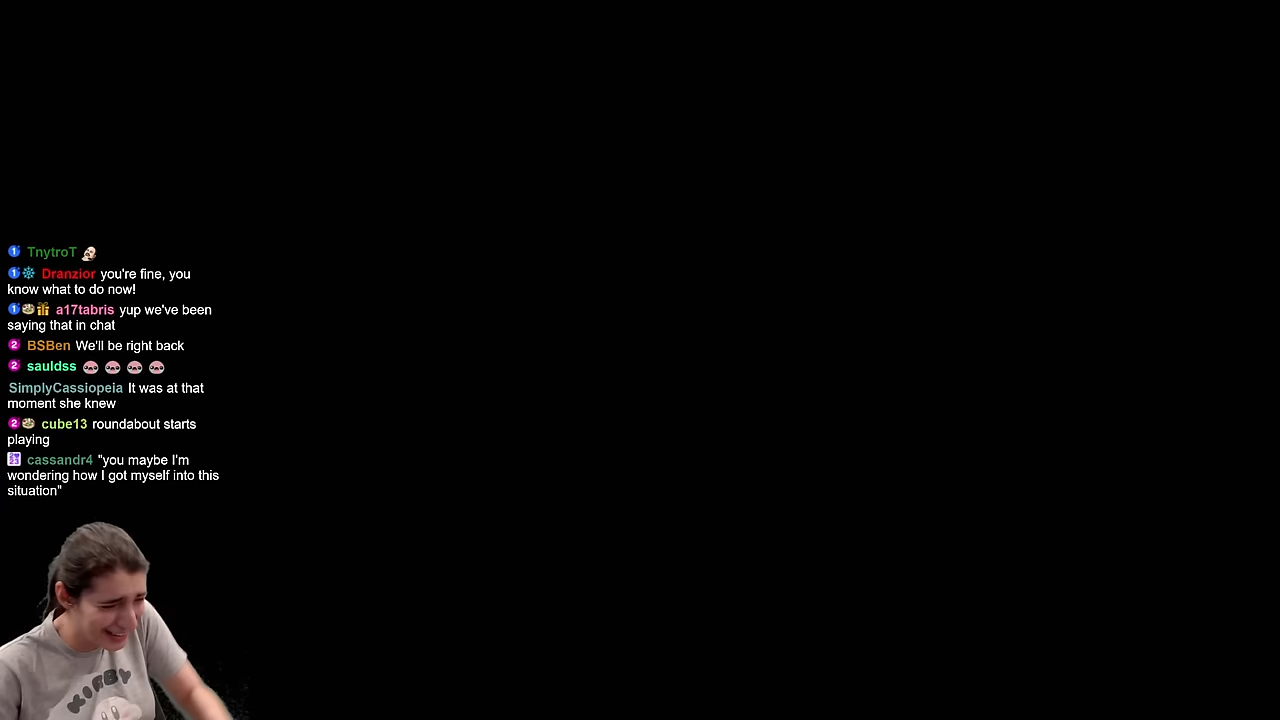 TnytroT
Dranzior you're fine, you
know what to do now!
a17tabris yup we've been
saying that in chat
BSBen We'll be right back
sauldss
SimplyCassiopeia It was at that
moment she knew
cube13 roundabout starts
playing
cassandr4 "you maybe I'm
wondering how I got myself into this
situation"
KIRBY